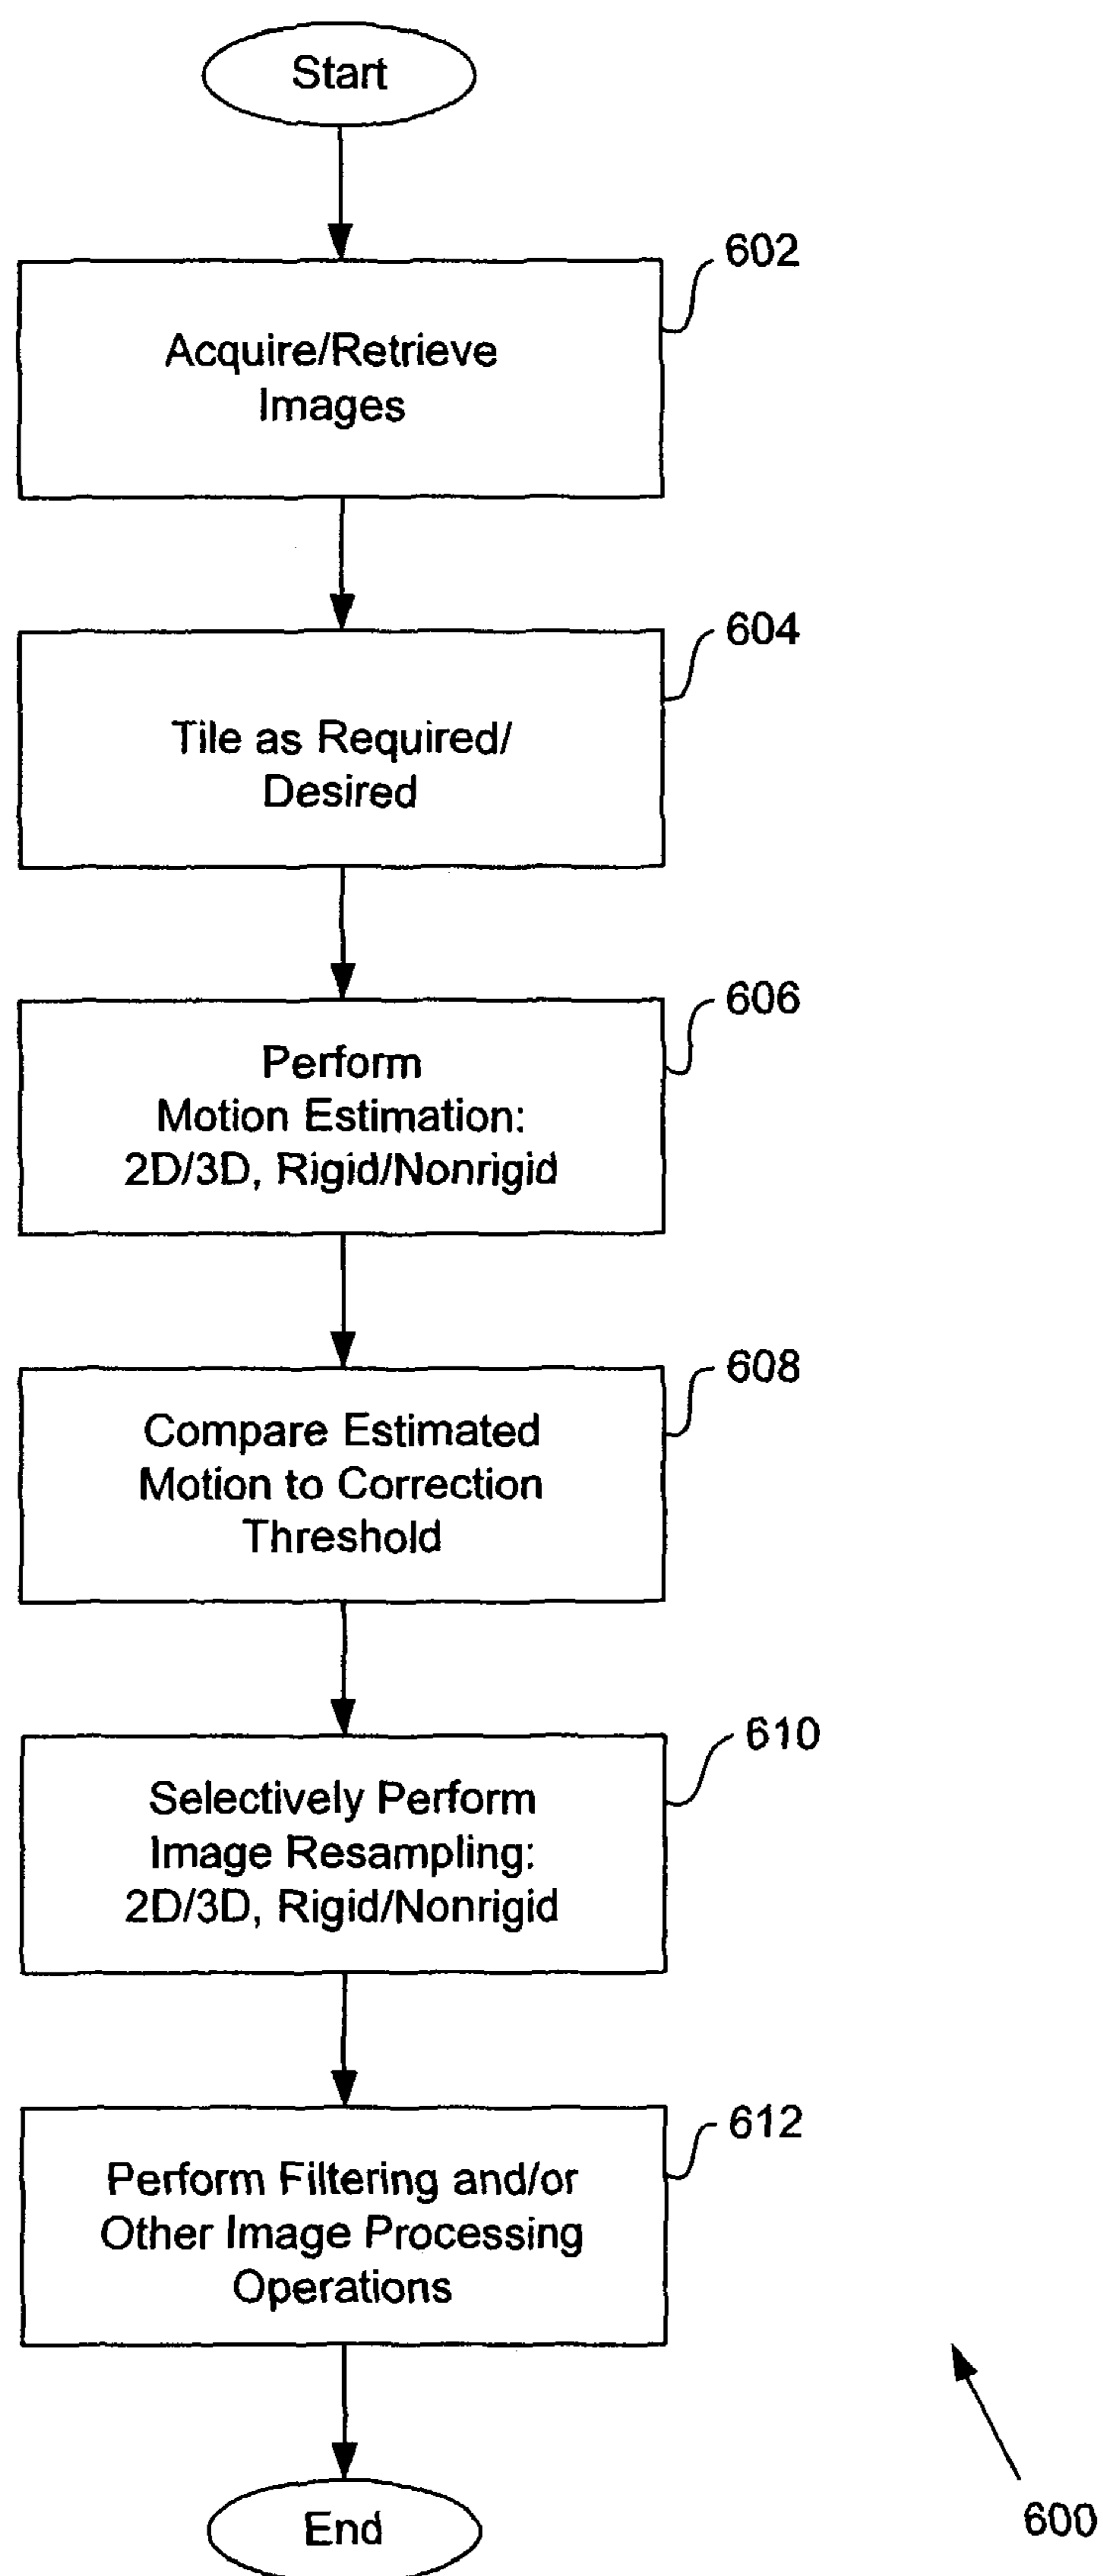 Start
602
Acquire/Retrieve
Images
604
Tile as Required/
Desired
606
Perform
Motion Estimation:
2D/3D, Rigid/Nonrigid
608
Compare Estimated
Motion to Correction
Threshold
610
Selectively Perform
Image Resampling:
2D/3D, Rigid/Nonrigid
612
Perform Filtering and/or
Other Image Processing
Operations
End
600